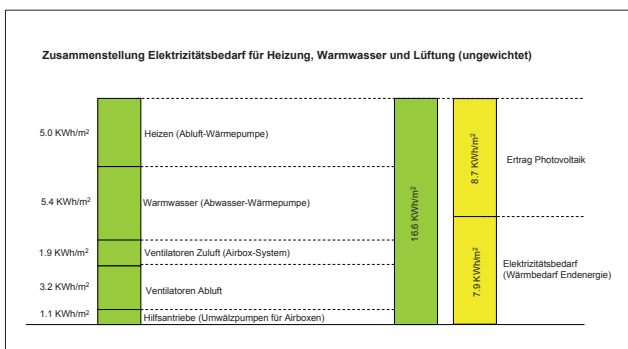 Zusammenstellung Elektrizitätsbedarf für Heizung, Warmwasser und Lüftung (ungewichtet)
5.0 KWh/m²
Heizen (Abluft-Wärmepumpe)
5.4 KWh/m²
Warmwasser (Abwasser-Wärmepumpe)
1.9 KWh/m²
Ventilatoren Zuluft (Airbox-System)
3.2 KWh/m²
Ventilatoren Abluft
1.1 KWh/m²
Hilfsantriebe (Umwälzpumpen für Airboxen)
16.6 KWh/m²
8.7 KWh/m²
Ertrag Photovoltaik
7.9 KWh/m²
Elektrizitätsbedarf
(Wärmbedarf Endenergie)